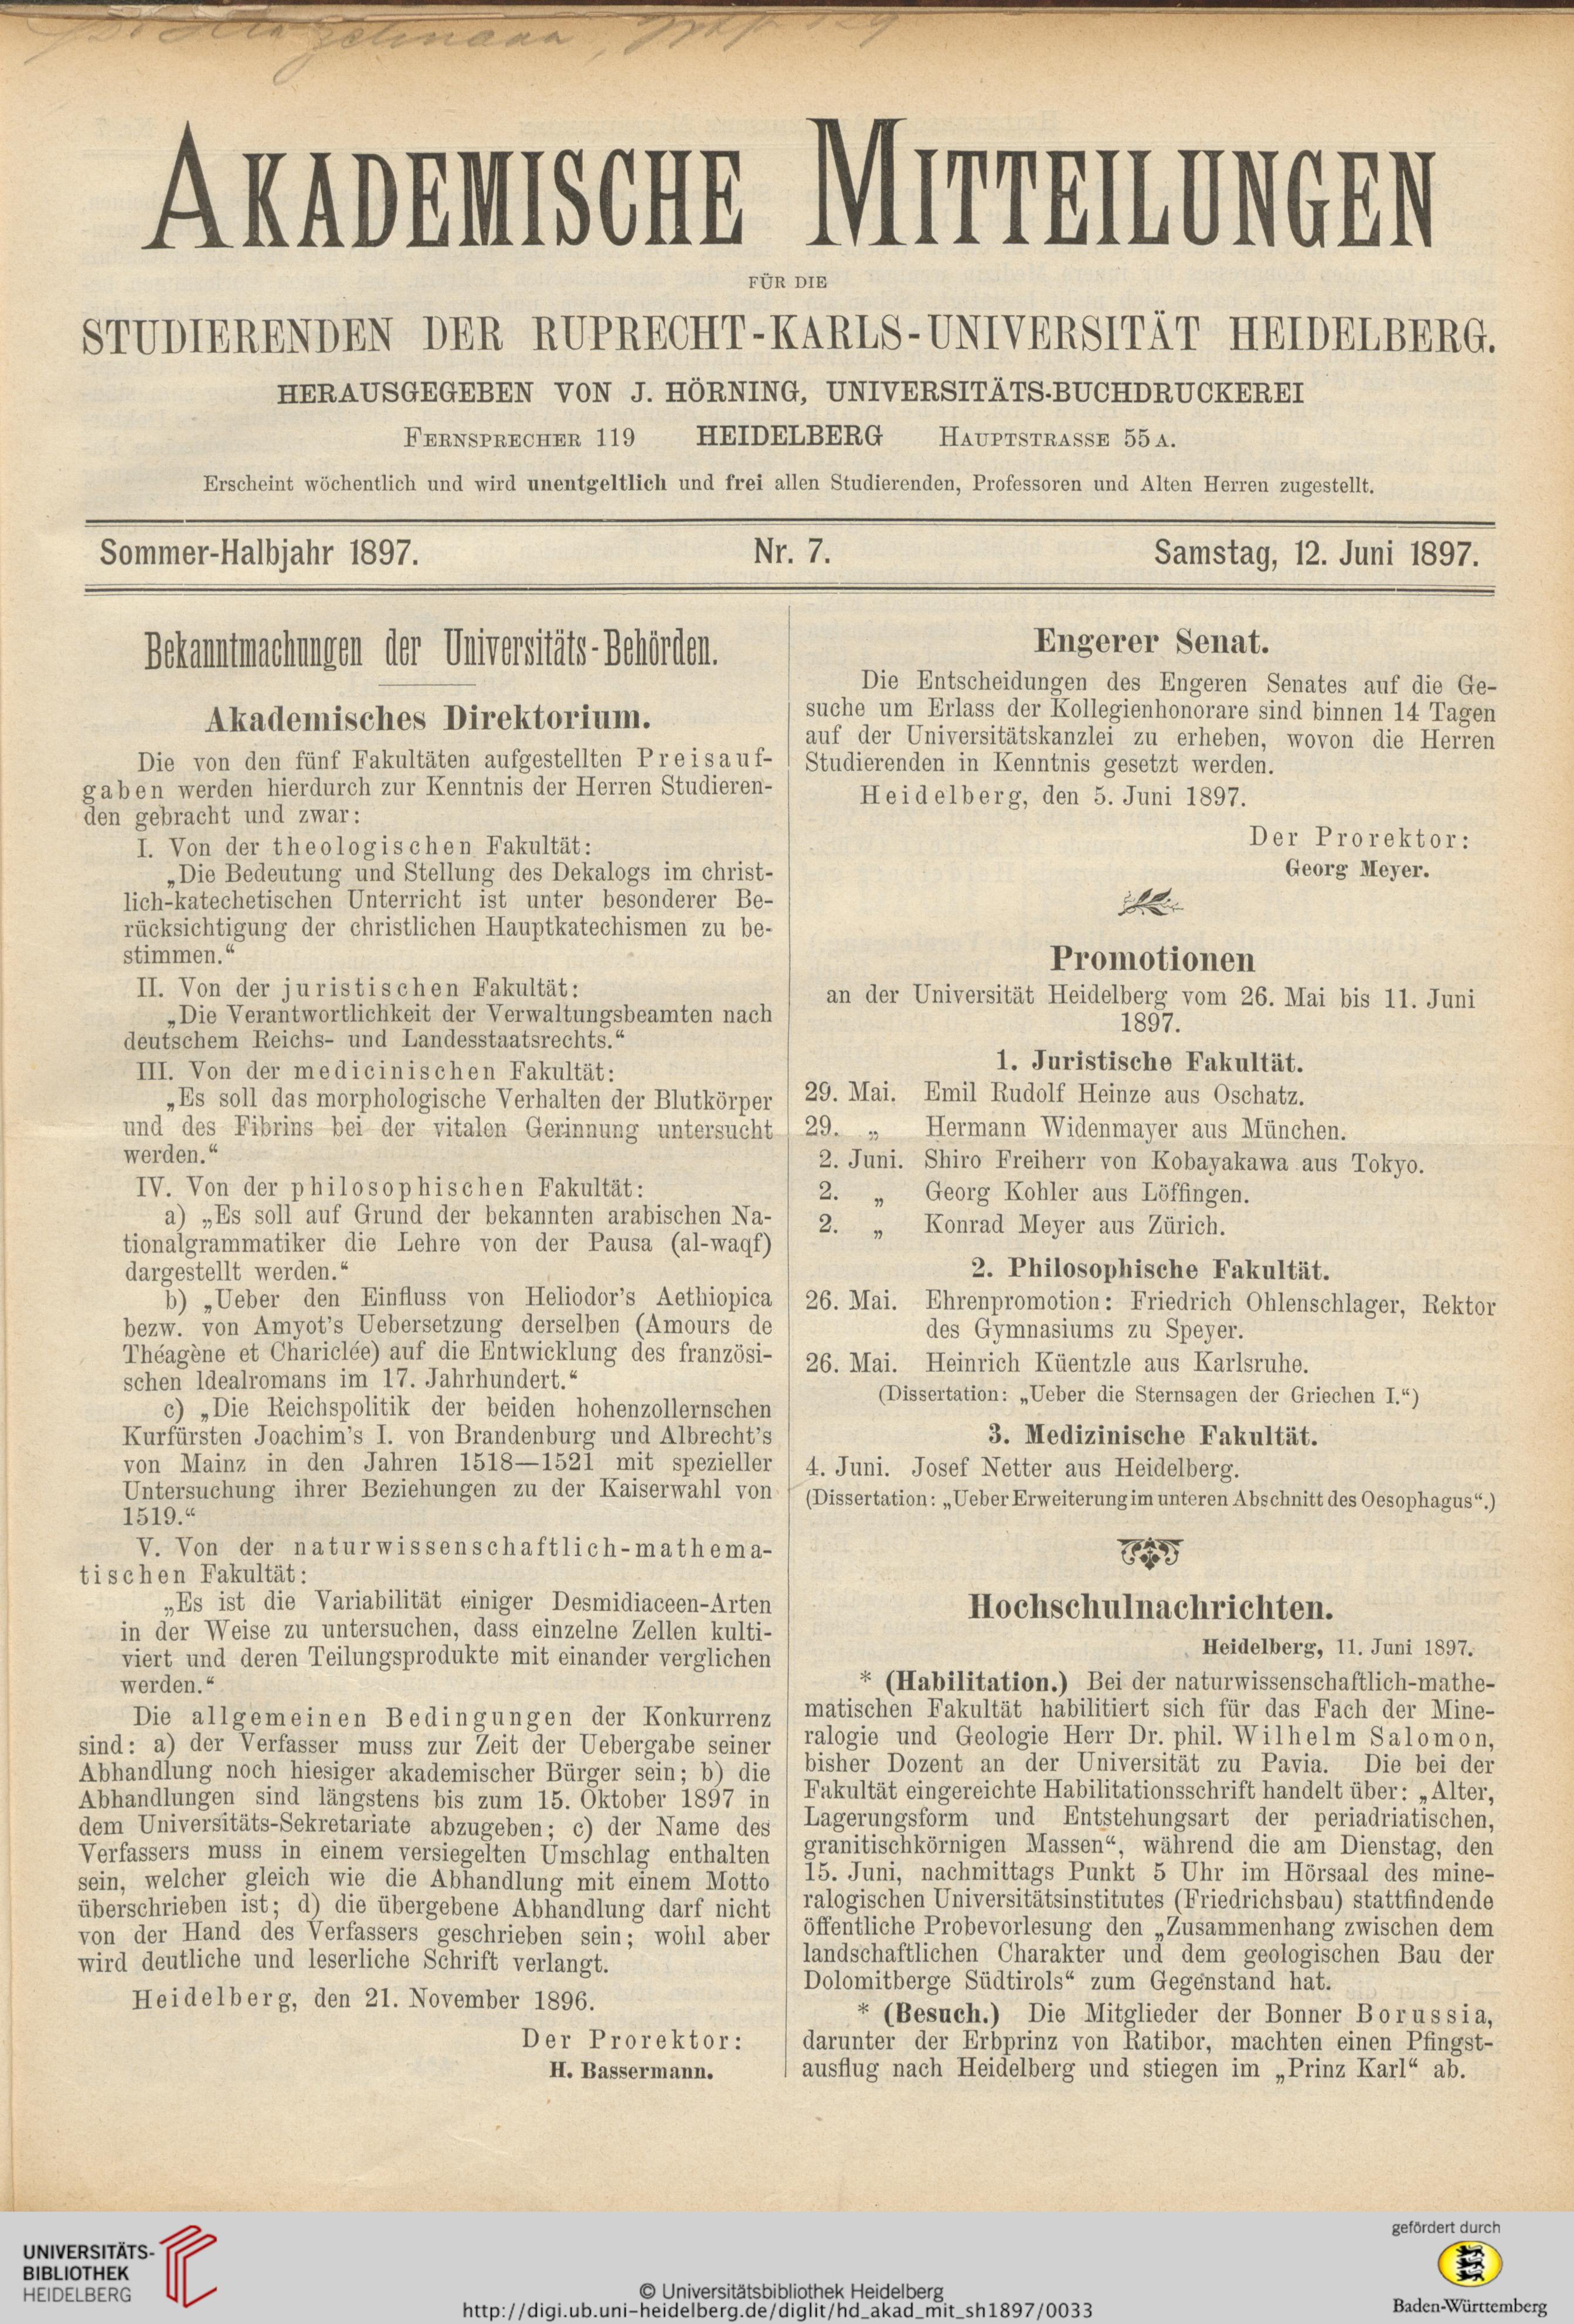 AKADEMISCHE MITTEILUNGEN
FÜR DIE
STUDIERENDEN DER RUPRECHT-KARLS-UNIVERSITÄT HEIDELBERG.
HERAUSGEGEBEN VON J. HÖRNING, UNIVERSITÄTS-BUCHDRUCKEREI
FERNSPRECHER 119 HEIDELBERG HAUPTSTRASSE 55 A.
Erscheint wöchentlich und wird unentgeltlich und frei allen Studierenden, Professoren und Alten Herren zugestellt.
Sommer-Halbjahr 1897. Nr. 7. Samstag, 12. Juni 1897.
Bekanntmachungen der Universitäts-Behörden.
Akademisches Direktorium.
Die von den fünf Fakultäten aufgestellten Preisauf-
gaben werden hierdurch zur Kenntnis der Herren Studieren-
den gebracht und zwar:
I. Von der theologischen Fakultät:
„Die Bedeutung und Stellung des Dekalogs im christ-
lich-katechetischen Unterricht ist unter besonderer Be-
rücksichtigung der christlichen Hauptkatechismen zu be-
stimmen.“
II. Von der juristischen Fakultät:
„Die Verantwortlichkeit der Verwaltungsbeamten nach
deutschem Reichs- und Landesstaatsrechts.“
III. Von der medicinischen Fakultät:
„Es soll das morphologische Verhalten der Blutkörper
und des Fibrins bei der vitalen Gerinnung untersucht
werden.“
IV. Von der philosophischen Fakultät:
a) „Es soll auf Grund der bekannten arabischen Na-
tionalgrammatiker die Lehre von der Pausa (al-waqf)
dargestellt werden.“
b) „Ueber den Einfluss von Heliodor's Aethiopica
bezw. von Amyot's Uebersetzung derselben (Amours de
Théagène et Chariclée) auf die Entwicklung des französi-
schen Idealromans im 17. Jahrhundert.“
c) „Die Reichspolitik der beiden hohenzollernschen
Kurfürsten Joachim's I. von Brandenburg und Albrecht's
von Mainz in den Jahren 1518—1521 mit spezieller
Untersuchung ihrer Beziehungen zu der Kaiserwahl von
1519.“
V. Von der naturwissenschaftlich-mathema-
tischen Fakultät:
„Es ist die Variabilität einiger Desmidiaceen-Arten
in der Weise zu untersuchen, dass einzelne Zellen kulti-
viert und deren Teilungsprodukte mit einander verglichen
werden.“
Die allgemeinen Bedingungen der Konkurrenz
sind: a) der Verfasser muss zur Zeit der Uebergabe seiner
Abhandlung noch hiesiger akademischer Bürger sein; b) die
Abhandlungen sind längstens bis zum 15. Oktober 1897 in
dem Universitäts-Sekretariate abzugeben; c) der Name des
Verfassers muss in einem versiegelten Umschlag enthalten
sein, welcher gleich wie die Abhandlung mit einem Motto
überschrieben ist; d) die übergebene Abhandlung darf nicht
von der Hand des Verfassers geschrieben sein; wohl aber
wird deutliche und leserliche Schrift verlangt.
Heidelberg, den 21. November 1896.
Der Prorektor:
H. Bassermann.
Engerer Senat.
Die Entscheidungen des Engeren Senates auf die Ge-
suche um Erlass der Kollegienhonorare sind binnen 14 Tagen
auf der Universitätskanzlei zu erheben, wovon die Herren
Studierenden in Kenntnis gesetzt werden.
Heidelberg, den 5. Juni 1897.
Der Prorektor:
Georg Meyer.
Promotionen
an der Universität Heidelberg vom 26. Mai bis 11. Juni
1897.
1. Juristische Fakultät.
29. Mai. Emil Rudolf Heinze aus Oschatz.
29. „ Hermann Widenmayer aus München.
2. Juni. Shiro Freiherr von Kobayakawa aus Tokyo.
2. „ Georg Kohler aus Löffingen.
2. „ Konrad Meyer aus Zürich.
2. Philosophische Fakultät.
26. Mai. Ehrenpromotion: Friedrich Ohlenschlager, Rektor
des Gymnasiums zu Speyer.
26. Mai. Heinrich Küentzle aus Karlsruhe.
(Dissertation: „Ueber die Sternsagen der Griechen I.“)
3. Medizinische Fakultät.
4. Juni. Josef Netter aus Heidelberg.
(Dissertation: „Ueber Erweiterung im unteren Abschnitt des Oesophagus“.)
Hochschulnachrichten.
Heidelberg, 11. Juni 1897.
* (Habilitation.) Bei der naturwissenschaftlich-mathe-
matischen Fakultät habilitiert sich für das Fach der Mine-
ralogie und Geologie Herr Dr. phil. Wilhelm Salomon,
bisher Dozent an der Universität zu Pavia. Die bei der
Fakultät eingereichte Habilitationsschrift handelt über: „Alter,
Lagerungsform und Entstehungsart der periadriatischen,
granitischkörnigen Massen“, während die am Dienstag, den
15. Juni, nachmittags Punkt 5 Uhr im Hörsaal des mine-
ralogischen Universitätsinstitutes (Friedrichsbau) stattfindende
öffentliche Probevorlesung den „Zusammenhang zwischen dem
landschaftlichen Charakter und dem geologischen Bau der
Dolomitberge Südtirols“ zum Gegenstand hat.
* (Besuch.) Die Mitglieder der Bonner Borussia,
darunter der Erbprinz von Ratibor, machten einen Pfingst-
ausflug nach Heidelberg und stiegen im „Prinz Karl“ ab.
UNIVERSITÄTS-
BIBLIOTHEK
HEIDELBERG
© Universitätsbibliothek Heidelberg
http://digi.ub.uni-heidelberg.de/diglit/hd_akad_mit_sh1897/0033
gefördert durch
Baden-Württemberg